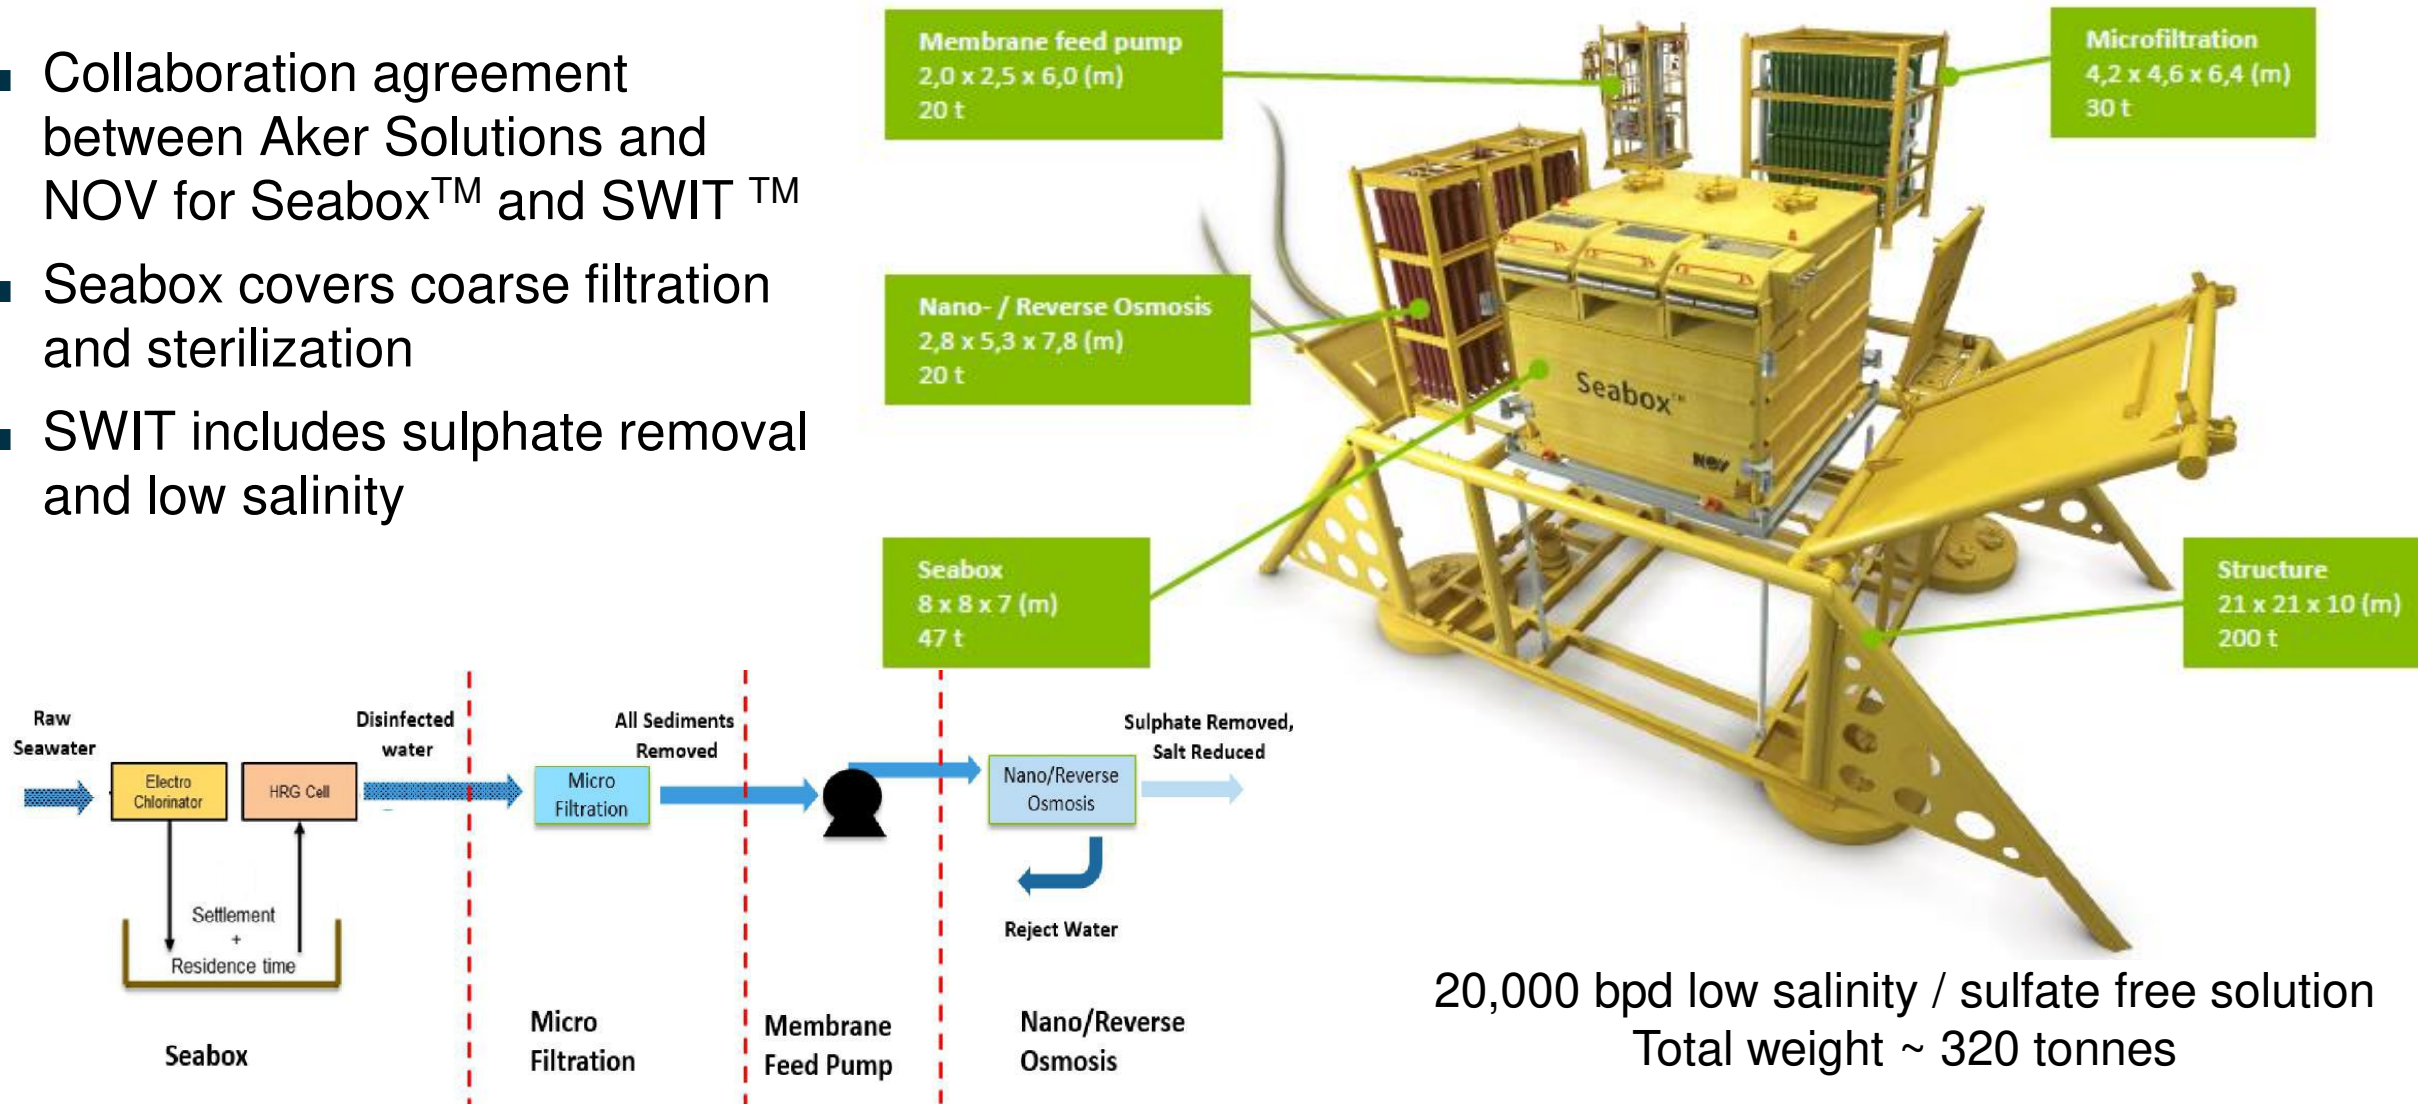 Collaboration agreement
between Aker Solutions and
NOV for Seabox™ and SWIT ™
Seabox covers coarse filtration
and sterilization
SWIT includes sulphate removal
and low salinity
Membrane feed pump
2,0 x 2,5 x 6,0 (m)
20 t
Microfiltration
4,2 x 4,6 x 6,4 (m)
30 t
Nano- / Reverse Osmosis
2,8 x 5,3 x 7,8 (m)
20 t
Seabox™
NOV
Seabox
8 x 8 x 7 (m)
47 t
Structure
21 x 21 x 10 (m)
200 t
Raw
Seawater
Electro
Chlorinator
HRG Cell
Disinfected
water
Settlement
+
Residence time
Micro
Filtration
All Sediments
Removed
Nano/Reverse
Osmosis
Sulphate Removed,
Salt Reduced
Reject Water
Seabox
Micro
Filtration
Membrane
Feed Pump
Nano/Reverse
Osmosis
20,000 bpd low salinity / sulfate free solution
Total weight ~ 320 tonnes